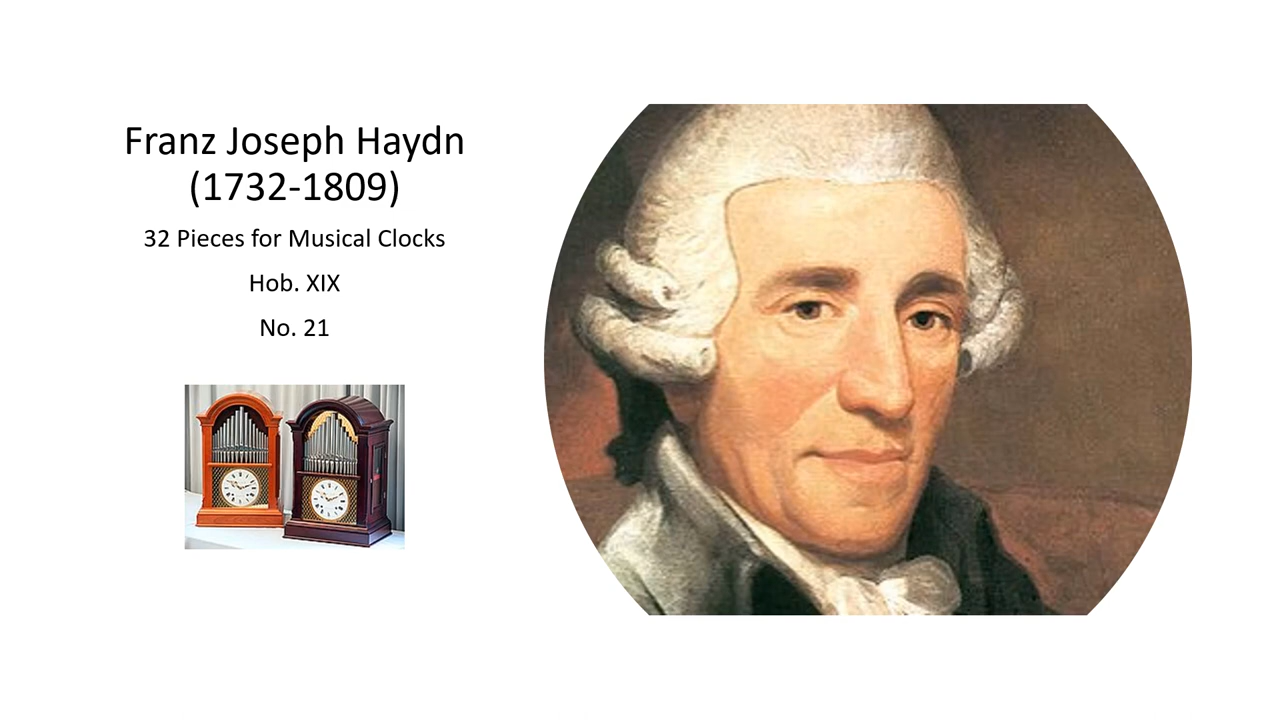 Franz Joseph Haydn
(1732-1809)
32 Pieces for Musical Clocks
Hob. XIX
No. 21